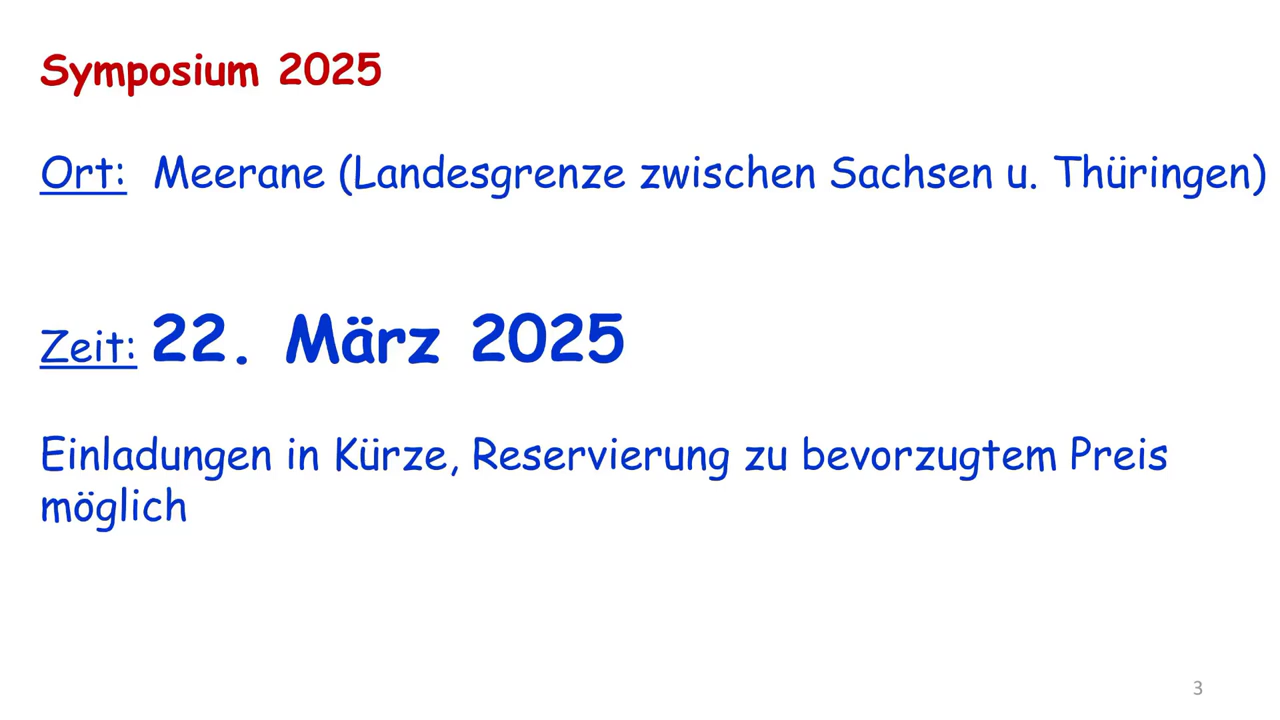 Symposium 2025
Ort: Meerane (Landesgrenze zwischen Sachsen u. Thüringen)
Zeit: 22. März 2025
Einladungen in Kürze, Reservierung zu bevorzugtem Preis
möglich
3